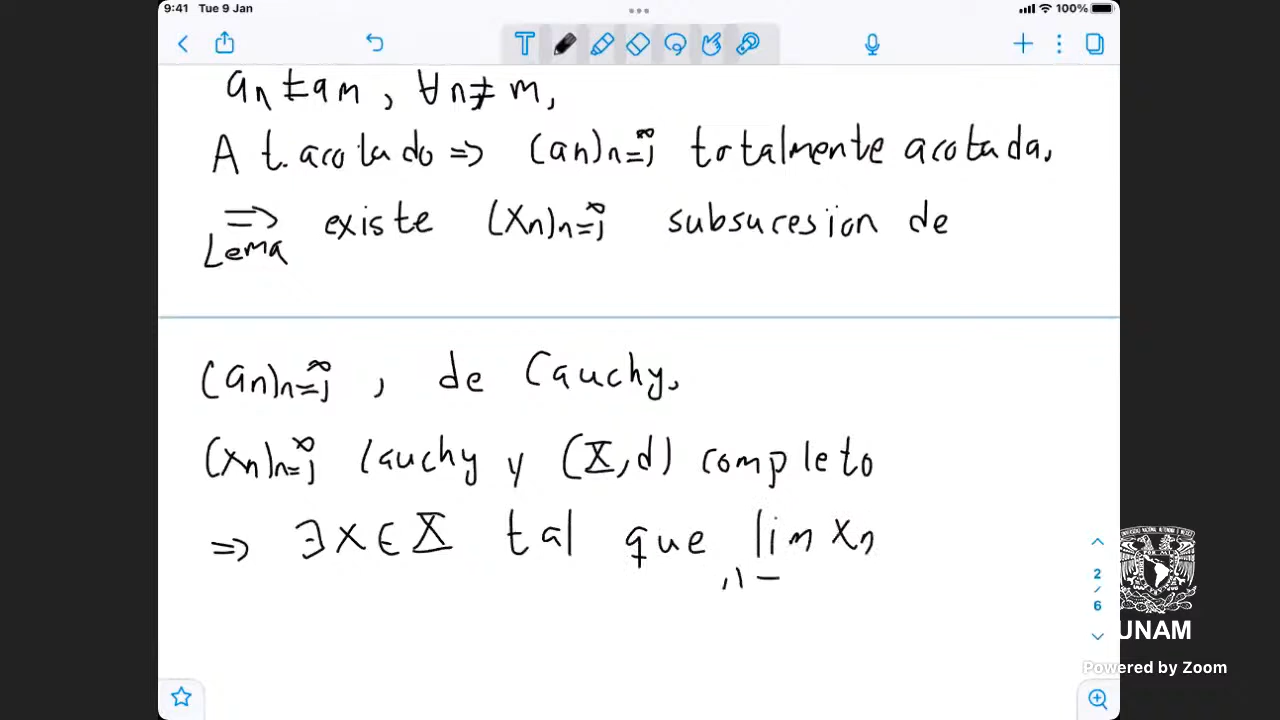 9:41 Tue 9 Jan
100%
an ≠ am, ∀n ≠ m,
A t. acotado => (an)n=1^∞ totalmente acotada,
=> existe (xn)n=1^∞ subsucesion de
Lema
(an)n=1^∞, de Cauchy,
(xn)n=1^∞ Cauchy y (X,d) completo
=> ∃x∈X tal que lim xn
n-
2
6
UNAM
Powered by Zoom